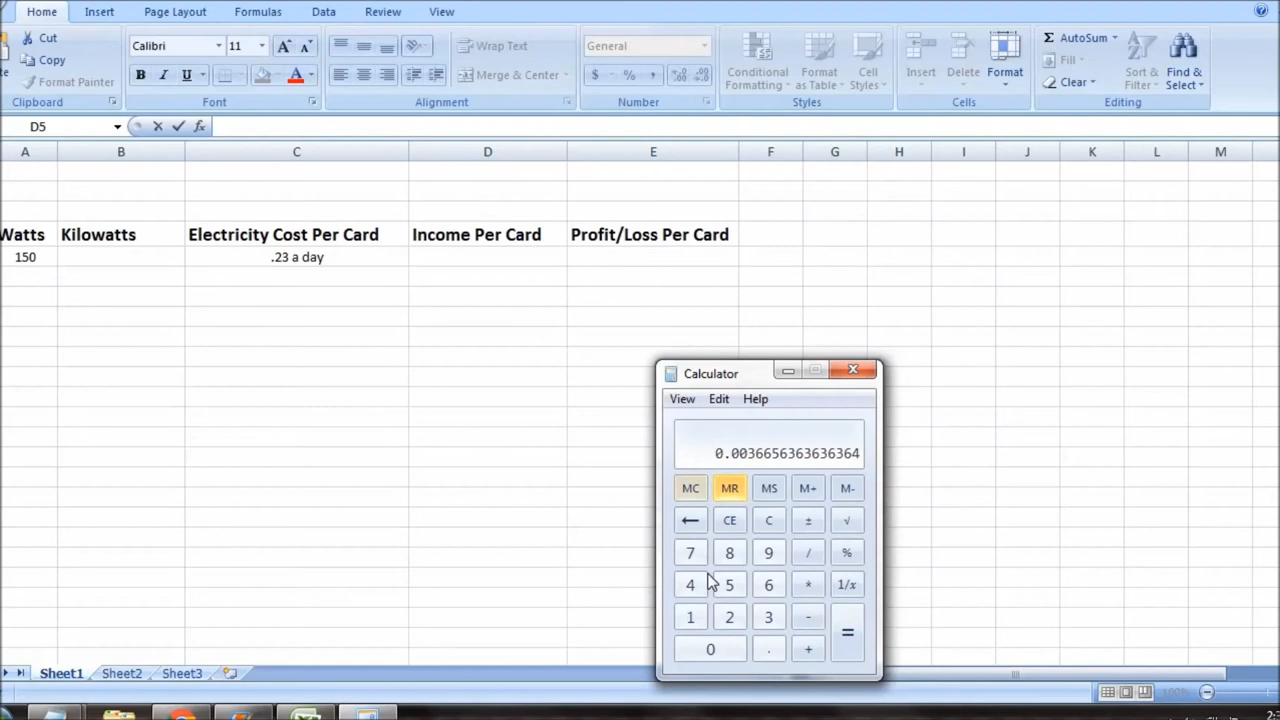 Home Insert Page Layout Formulas Data Review View
Cut
Calibri 11 A A Wrap Text General AutoSum
Copy
B I U A Merge & Center $ % , Conditional Formatting Format as Table Cell Styles Insert Delete Format Fill Sort & Filter Find & Select
Format Painter Clear
Clipboard Font Alignment Number Styles Cells Editing
D5 fx
A B C D E F G H I J K L M
Watts Kilowatts Electricity Cost Per Card Income Per Card Profit/Loss Per Card
150 .23 a day
Calculator
View Edit Help
0.0036656363636364
MC MR MS M+ M-
← CE C ± √
7 8 9 / %
4 5 6 * 1/x
1 2 3 - =
0 . +
Sheet1 Sheet2 Sheet3
100%